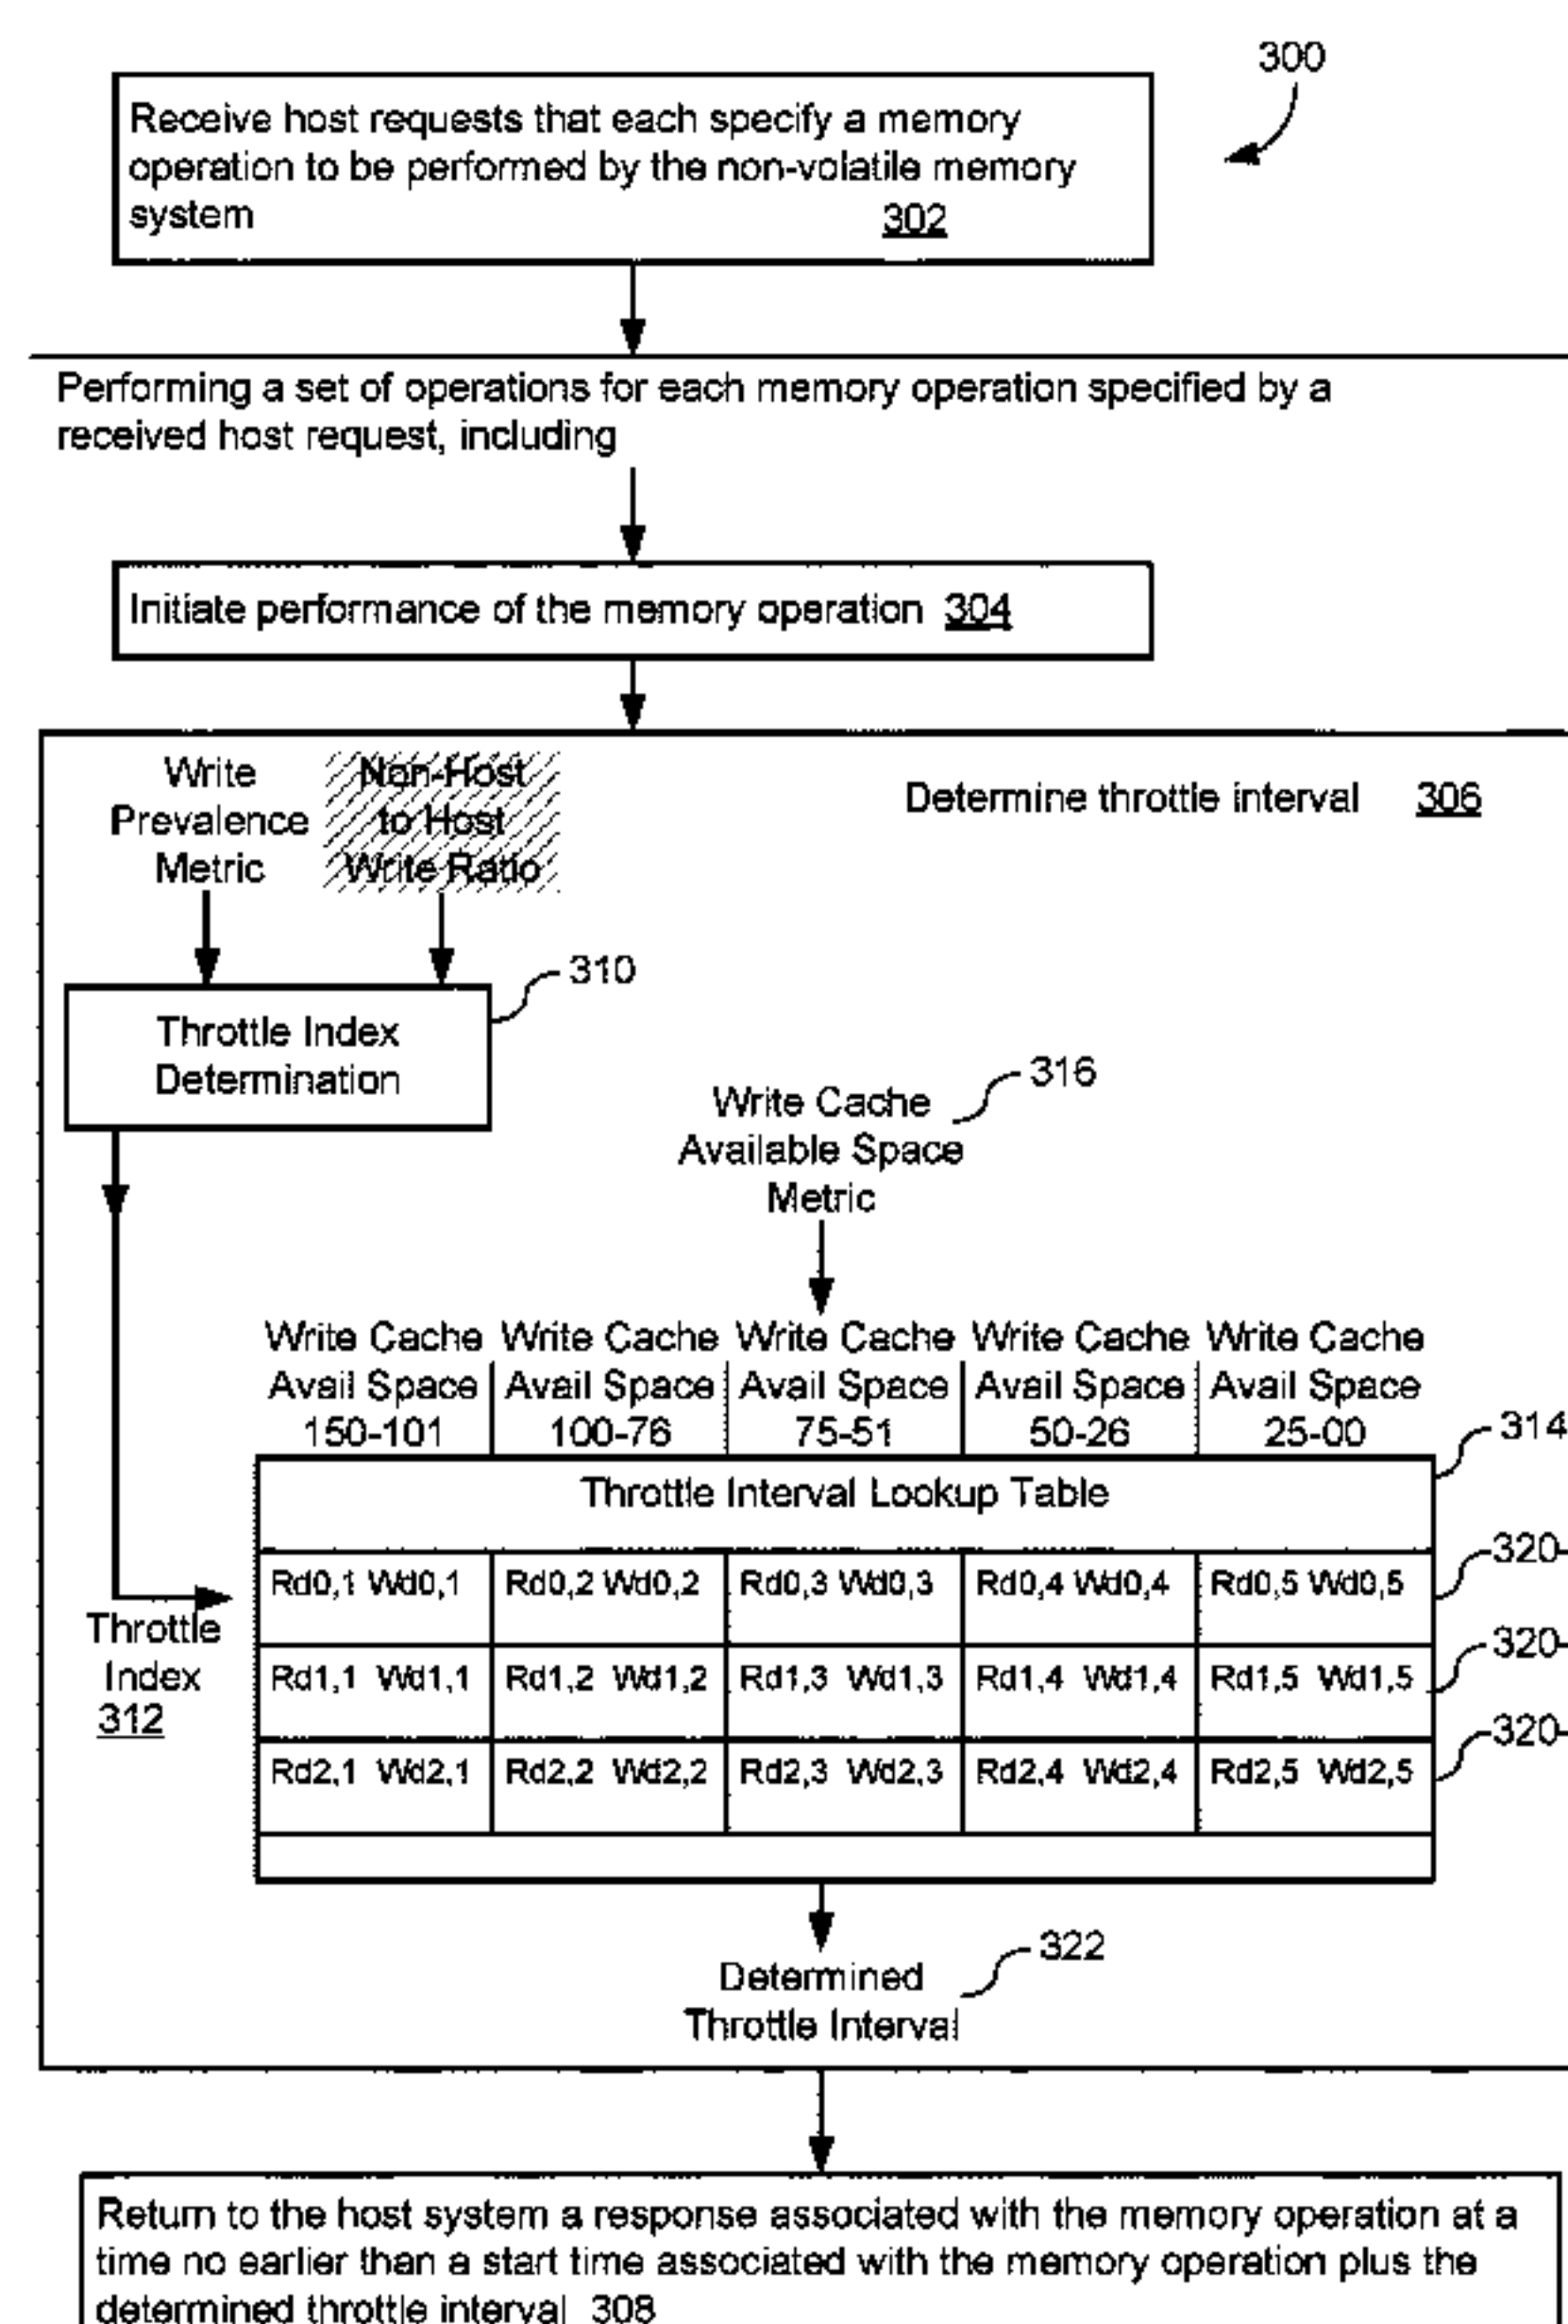 300
Receive host requests that each specify a memory
operation to be performed by the non-volatile memory
system 302
Performing a set of operations for each memory operation specified by a
received host request, including
Initiate performance of the memory operation 304
Determine throttle interval 306
Write
Prevalence
Metric
Non-Host
to Host
Write Ratio
310
Throttle Index
Determination
316
Write Cache
Available Space
Metric
Write Cache Write Cache Write Cache Write Cache Write Cache
Avail Space Avail Space Avail Space Avail Space Avail Space
150-101 100-76 75-51 50-26 25-00
314
Throttle Interval Lookup Table
Rd0,1 Wd0,1 Rd0,2 Wd0,2 Rd0,3 Wd0,3 Rd0,4 Wd0,4 Rd0,5 Wd0,5
320-
Rd1,1 Wd1,1 Rd1,2 Wd1,2 Rd1,3 Wd1,3 Rd1,4 Wd1,4 Rd1,5 Wd1,5
320-
Rd2,1 Wd2,1 Rd2,2 Wd2,2 Rd2,3 Wd2,3 Rd2,4 Wd2,4 Rd2,5 Wd2,5
320-
Throttle
Index
312
322
Determined
Throttle Interval
Return to the host system a response associated with the memory operation at a
time no earlier than a start time associated with the memory operation plus the
determined throttle interval 308